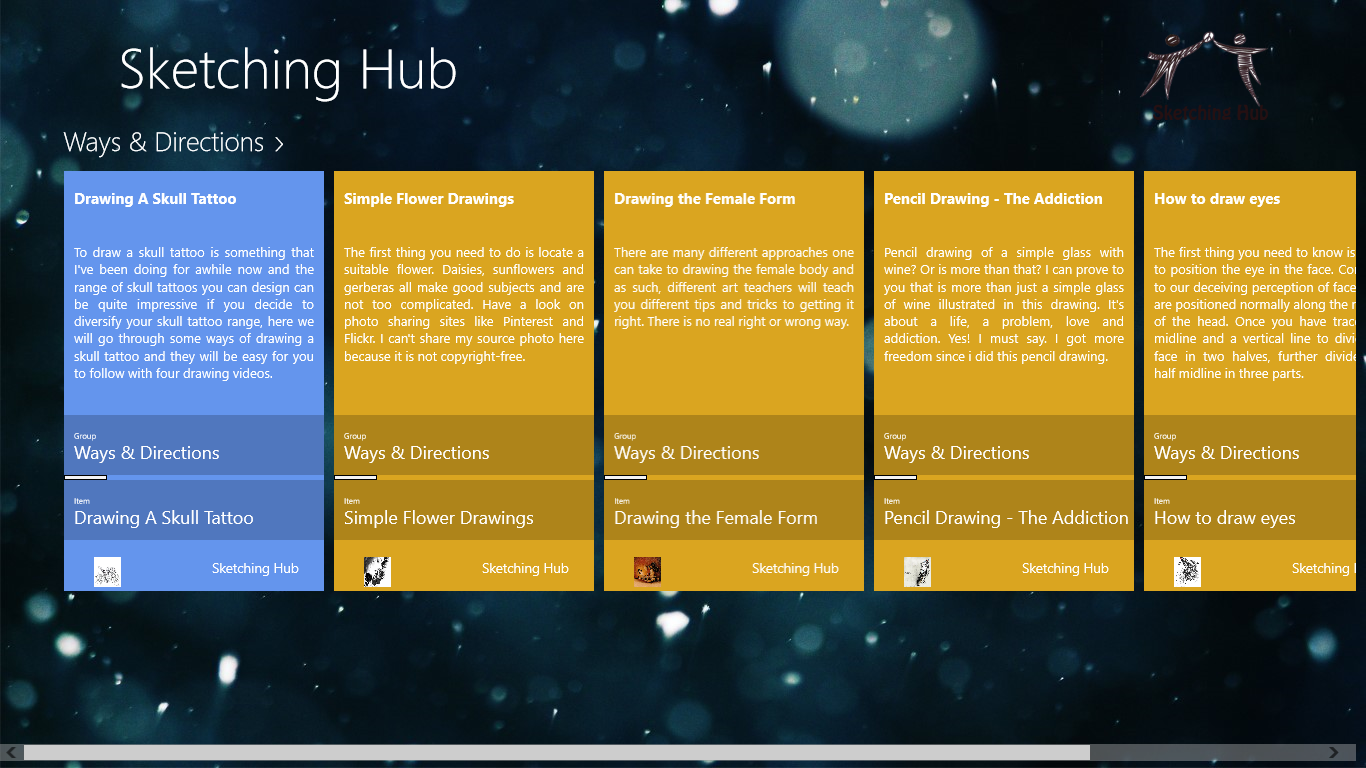 Sketching Hub
Sketching Hub
Ways & Directions
Drawing A Skull Tattoo
To draw a skull tattoo is something that
I've been doing for awhile now and the
range of skull tattoos you can design can
be quite impressive if you decide to
diversify your skull tattoo range, here we
will go through some ways of drawing a
skull tattoo and they will be easy for you
to follow with four drawing videos.
Group
Ways & Directions
Item
Drawing A Skull Tattoo
Sketching Hub
Simple Flower Drawings
The first thing you need to do is locate a
suitable flower. Daisies, sunflowers and
gerberas all make good subjects and are
not too complicated. Have a look on
photo sharing sites like Pinterest and
Flickr. I can't share my source photo here
because it is not copyright-free.
Group
Ways & Directions
Item
Simple Flower Drawings
Sketching Hub
Drawing the Female Form
There are many different approaches one
can take to drawing the female body and
as such, different art teachers will teach
you different tips and tricks to getting it
right. There is no real right or wrong way.
Group
Ways & Directions
Item
Drawing the Female Form
Sketching Hub
Pencil Drawing - The Addiction
Pencil drawing of a simple glass with
wine? Or is more than that? I can prove to
you that is more than just a simple glass
of wine illustrated in this drawing. It's
about a life, a problem, love and
addiction. Yes! I must say. I got more
freedom since i did this pencil drawing.
Group
Ways & Directions
Item
Pencil Drawing - The Addiction
Sketching Hub
How to draw eyes
The first thing you need to know is
to position the eye in the face.
to our deceiving perception of face
are positioned normally along the
of the head. Once you have
midline and a vertical line to
face in two halves, further
half midline in three parts.
Group
Ways & Directions
Item
How to draw eyes
Sketching